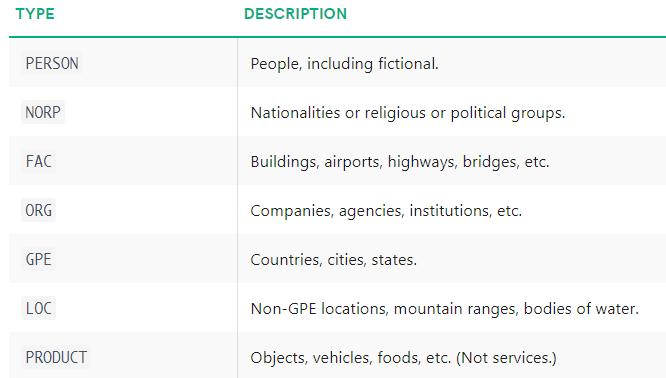 TYPE DESCRIPTION
PERSON People, including fictional.
NORP Nationalities or religious or political groups.
FAC Buildings, airports, highways, bridges, etc.
ORG Companies, agencies, institutions, etc.
GPE Countries, cities, states.
LOC Non-GPE locations, mountain ranges, bodies of water.
PRODUCT Objects, vehicles, foods, etc. (Not services.)